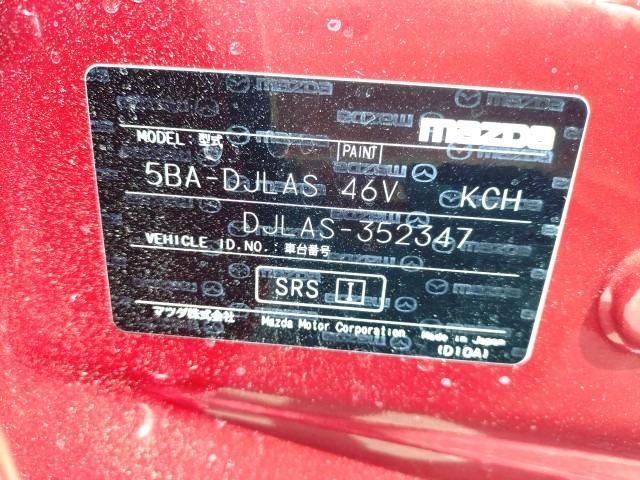 mazda
MODEL: 型式 PAINT
5BA-DJLAS 46V KCH
DJLAS-352347
VEHICLE ID.NO.: 車台番号
SRS I
マツダ株式会社 Mazda Motor Corporation Made in Japan
(D10A)